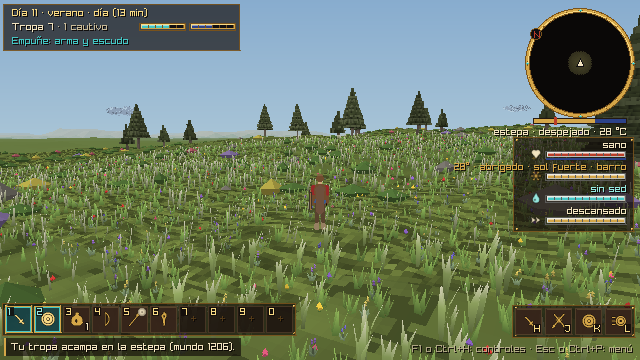 Día 11 · verano · día (13 min)
Tropa 7 · 1 cautivo
Empuñe: arma y escudo
N
estepa · despejado · 28 °C
sano
28° · abrigado · sol fuerte · barro
sin sed
descansado
1 2 3 4 5 6 7 8 9 0
1
H J K L
Tu tropa acampa en la estepa (mundo 1206).
F1 o Ctrl+H: controles · Esc o Ctrl+P: menú